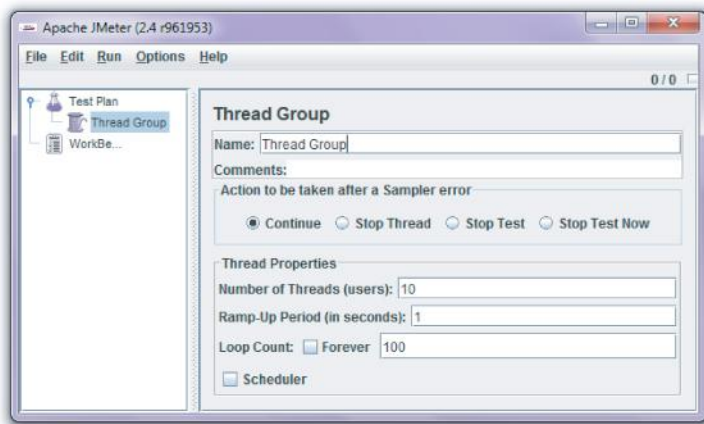 Apache JMeter (2.4 r961953)
File Edit Run Options Help
0 / 0
Test Plan
Thread Group
WorkBe...
Thread Group
Name: Thread Group
Comments:
Action to be taken after a Sampler error
Continue Stop Thread Stop Test Stop Test Now
Thread Properties
Number of Threads (users): 10
Ramp-Up Period (in seconds): 1
Loop Count: Forever 100
Scheduler